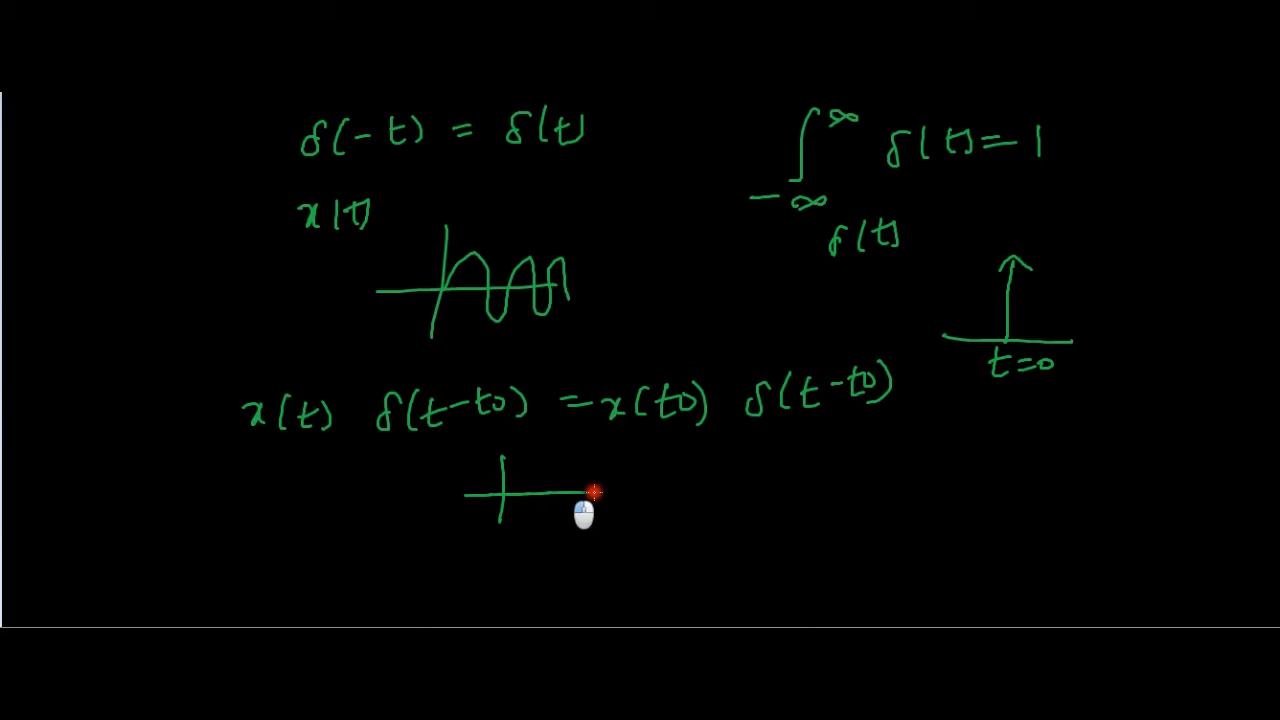 δ(-t) = δ(t)
∫ ∞ -∞ δ(t) = 1
x(t)
δ(t)
t=0
x(t) δ(t-t0) = x(t0) δ(t-t0)